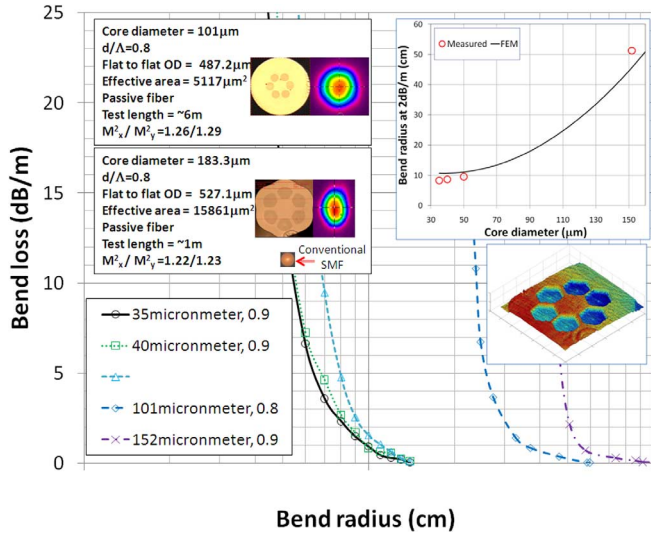 25
20
15
10
5
0
Bend loss (dB/m)
Bend radius (cm)
Core diameter = 101μm
d/Λ=0.8
Flat to flat OD = 487.2μm
Effective area = 5117μm²
Passive fiber
Test length = ~6m
M²x/ M²y=1.26/1.29
Core diameter = 183.3μm
d/Λ=0.8
Flat to flat OD = 527.1μm
Effective area = 15861μm²
Passive fiber
Test length = ~1m
M²x/ M²y=1.22/1.23
Conventional
SMF
35micronmeter, 0.9
40micronmeter, 0.9
101micronmeter, 0.8
152micronmeter, 0.9
Measured
FEM
Bend radius at 2dB/m (cm)
60
50
40
30
20
10
0
30
50
70
90
110
130
150
Core diameter (μm)